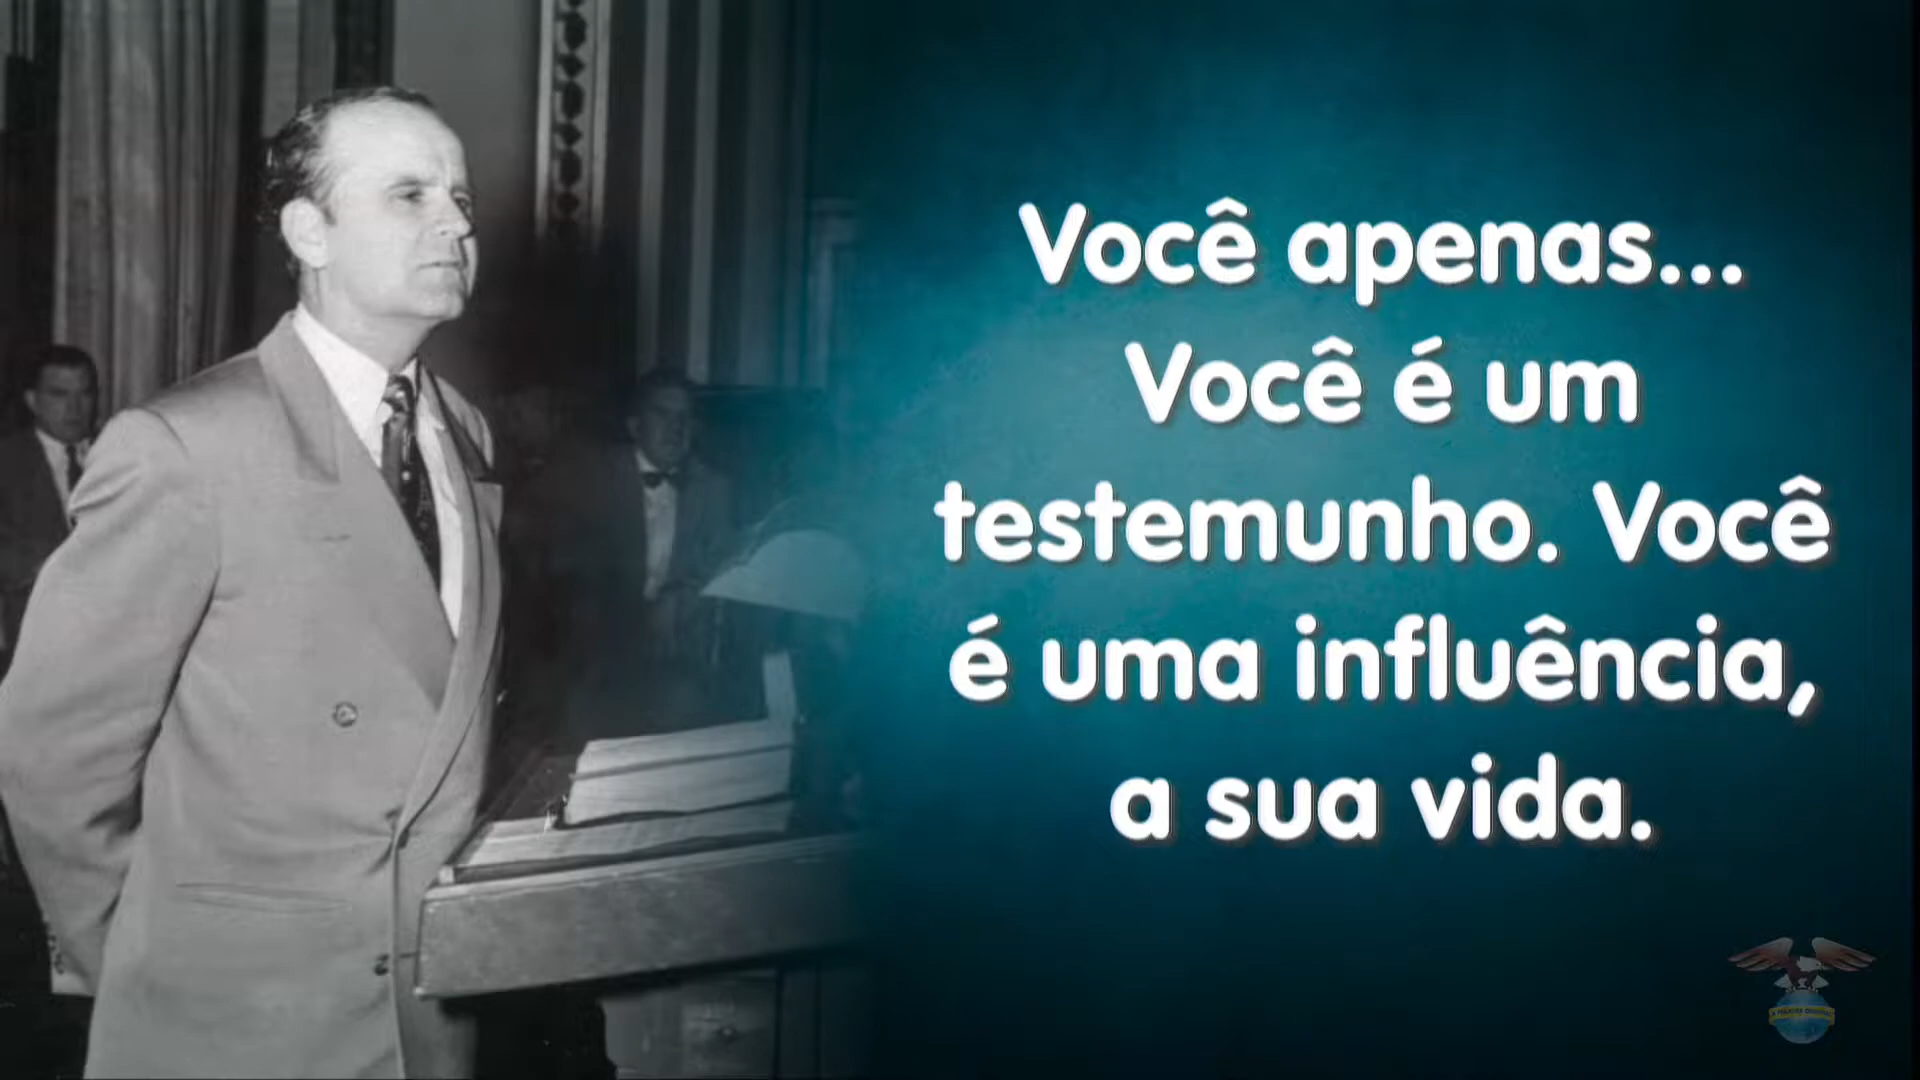 Você apenas...
Você é um
testemunho. Você
é uma influência,
a sua vida.